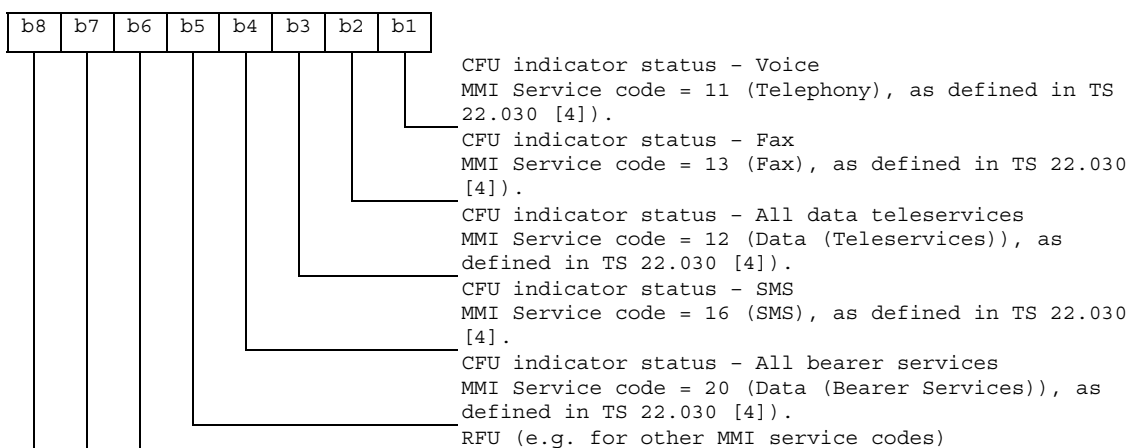 b8 b7 b6 b5 b4 b3 b2 b1
CFU indicator status – Voice
MMI Service code = 11 (Telephony), as defined in TS
22.030 [4]).
CFU indicator status – Fax
MMI Service code = 13 (Fax), as defined in TS 22.030
[4]).
CFU indicator status – All data teleservices
MMI Service code = 12 (Data (Teleservices)), as
defined in TS 22.030 [4]).
CFU indicator status – SMS
MMI Service code = 16 (SMS), as defined in TS 22.030
[4].
CFU indicator status – All bearer services
MMI Service code = 20 (Data (Bearer Services)), as
defined in TS 22.030 [4]).
RFU (e.g. for other MMI service codes)